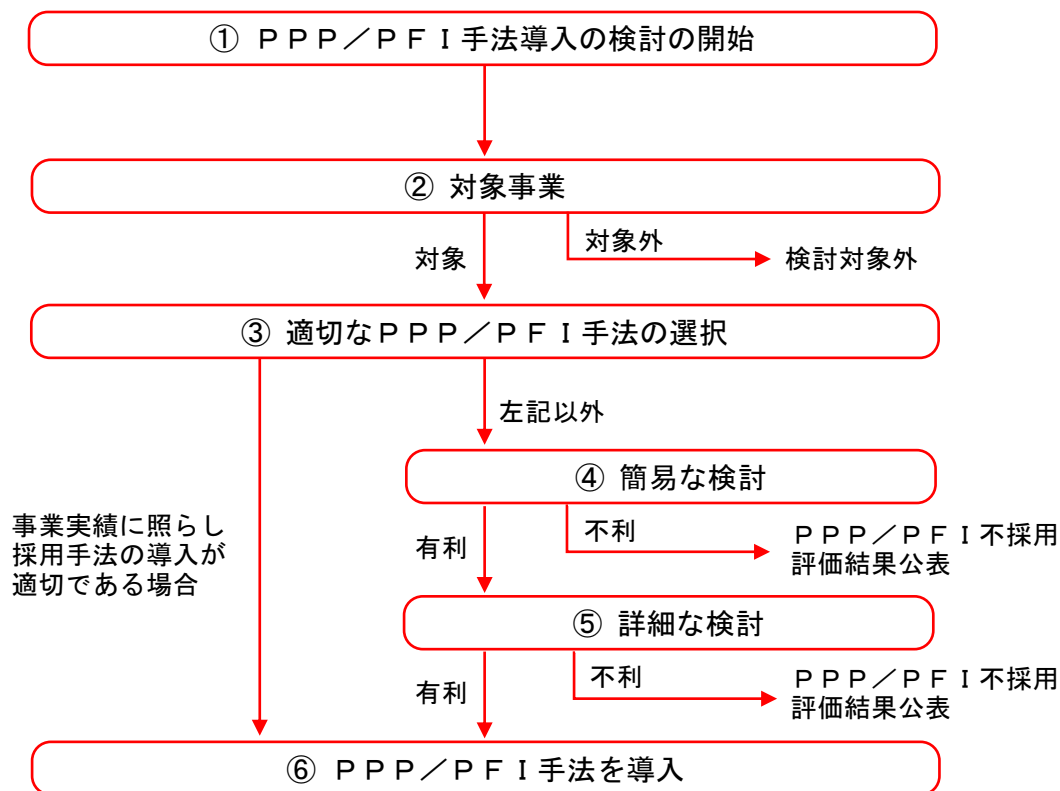 ① ＰＰＰ／ＰＦＩ手法導入の検討の開始
② 対象事業
対象
対象外
検討対象外
③ 適切なＰＰＰ／ＰＦＩ手法の選択
左記以外
④ 簡易な検討
事業実績に照らし
採用手法の導入が
適切である場合
有利
不利
ＰＰＰ／ＰＦＩ不採用
評価結果公表
⑤ 詳細な検討
有利
不利
ＰＰＰ／ＰＦＩ不採用
評価結果公表
⑥ ＰＰＰ／ＰＦＩ手法を導入